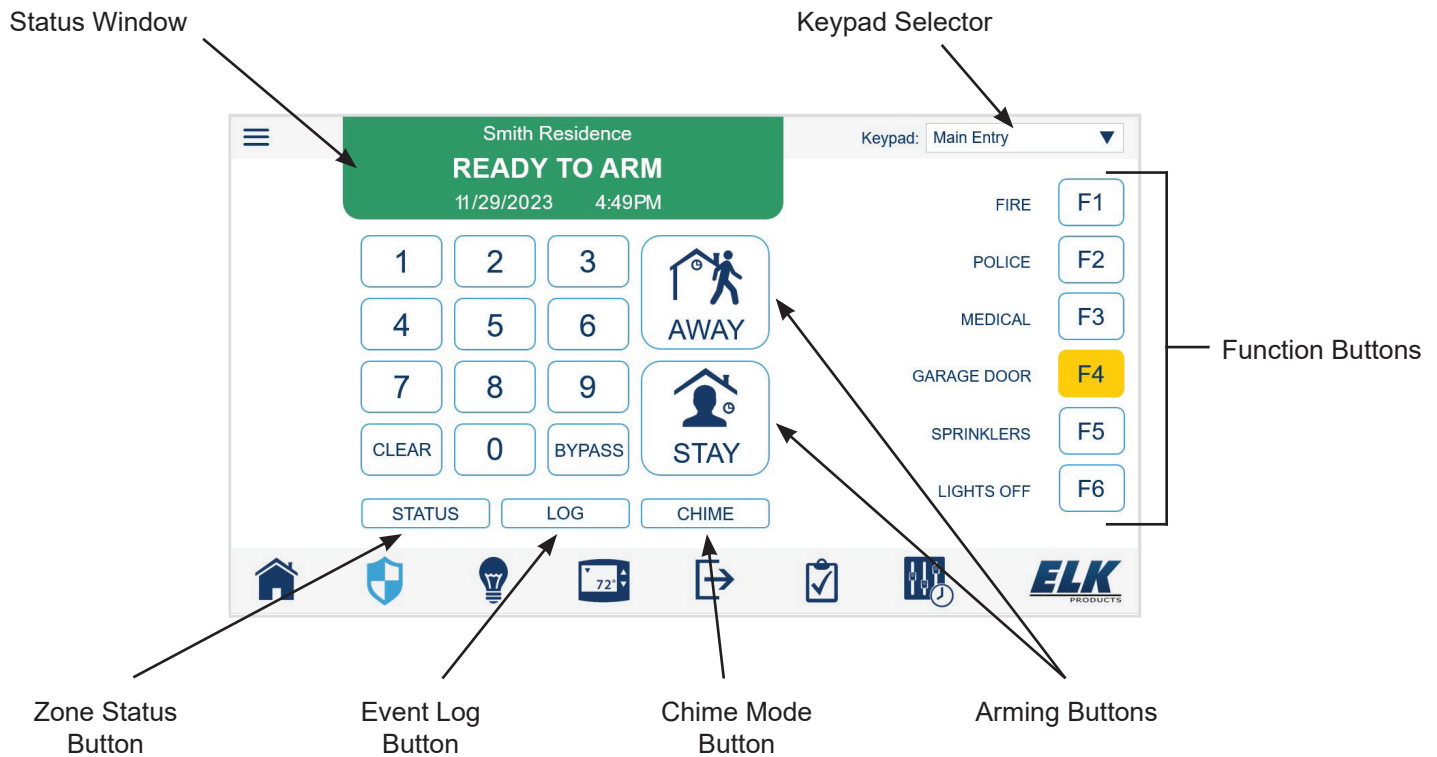 Status Window
Keypad Selector
Smith Residence
READY TO ARM
11/29/2023 4:49PM
Keypad: Main Entry
1 2 3
AWAY
4 5 6
7 8 9
STAY
CLEAR 0 BYPASS
STATUS LOG CHIME
FIRE F1
POLICE F2
MEDICAL F3
GARAGE DOOR F4
SPRINKLERS F5
LIGHTS OFF F6
Function Buttons
72°
ELK
PRODUCTS
Zone Status
Button
Event Log
Button
Chime Mode
Button
Arming Buttons